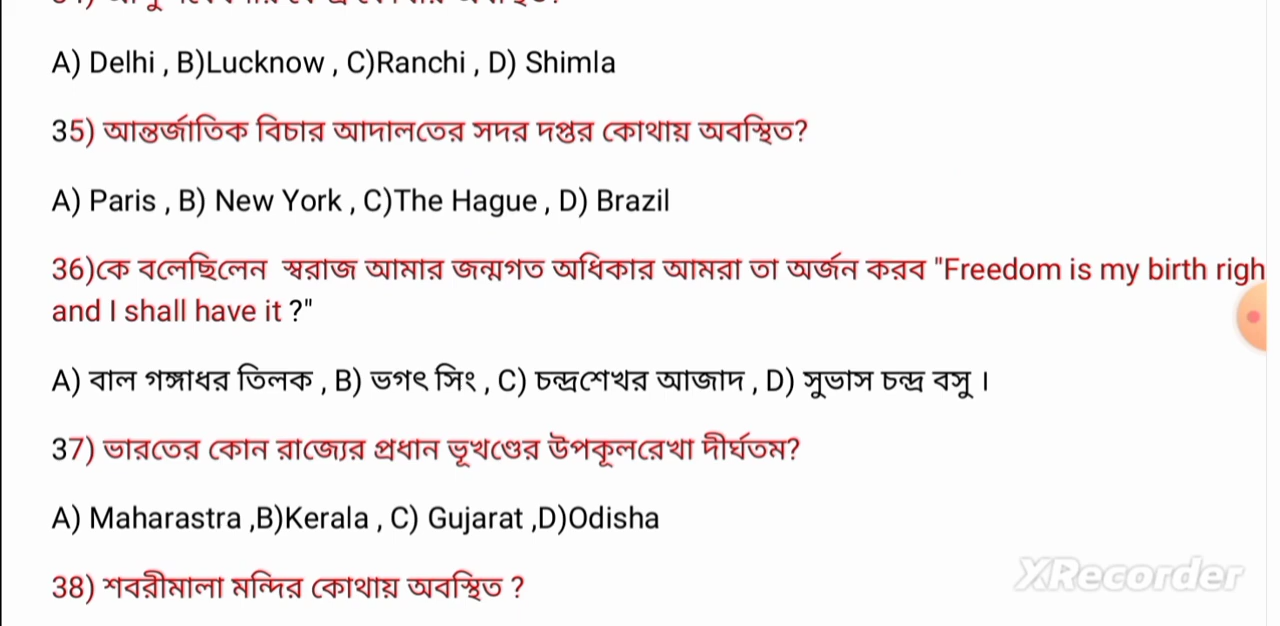 A) Delhi , B)Lucknow , C)Ranchi , D) Shimla
35) আন্তর্জাতিক বিচার আদালতের সদর দপ্তর কোথায় অবস্থিত?
A) Paris , B) New York , C)The Hague , D) Brazil
36)কে বলেছিলেন স্বরাজ আমার জন্মগত অধিকার আমরা তা অর্জন করব "Freedom is my birth righ
and I shall have it ?"
A) বাল গঙ্গাধর তিলক , B) ভগৎ সিং , C) চন্দ্রশেখর আজাদ , D) সুভাস চন্দ্র বসু ।
37) ভারতের কোন রাজ্যের প্রধান ভূখণ্ডের উপকূলরেখা দীর্ঘতম?
A) Maharastra ,B)Kerala , C) Gujarat ,D)Odisha
38) শবরীমালা মন্দির কোথায় অবস্থিত ?
XRecorder